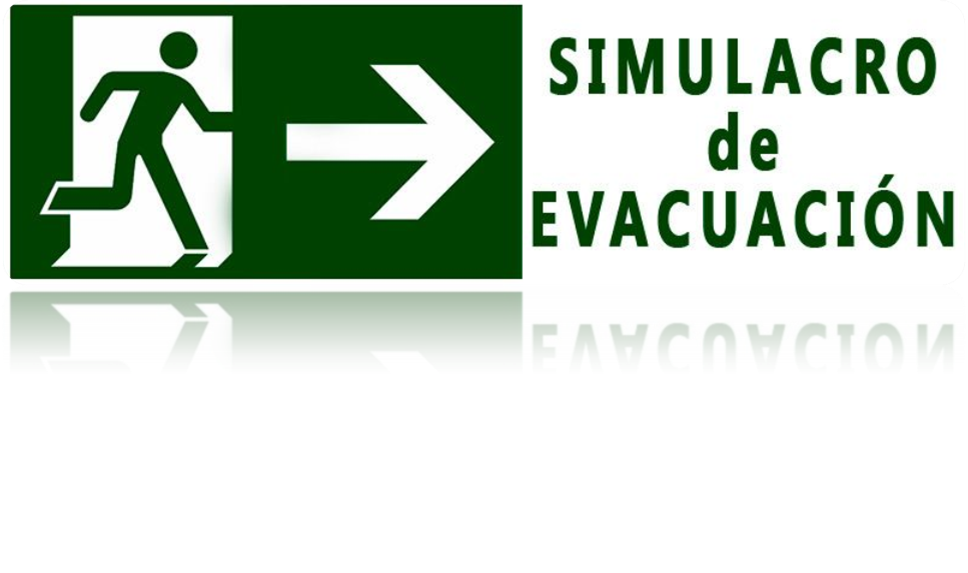 SIMULACRO
de
EVACUACIÓN